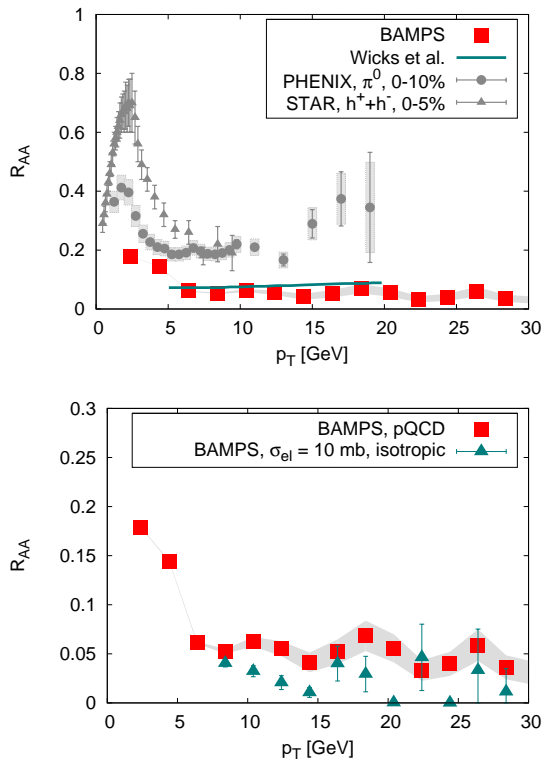 BAMPS
Wicks et al.
PHENIX, π⁰, 0-10%
STAR, h⁺+h⁻, 0-5%
1
0.8
0.6
0.4
0.2
0
R_AA
0 5 10 15 20 25 30
p_T [GeV]
BAMPS, pQCD
BAMPS, σ_el = 10 mb, isotropic
0.3
0.25
0.2
0.15
0.1
0.05
0
R_AA
0 5 10 15 20 25 30
p_T [GeV]